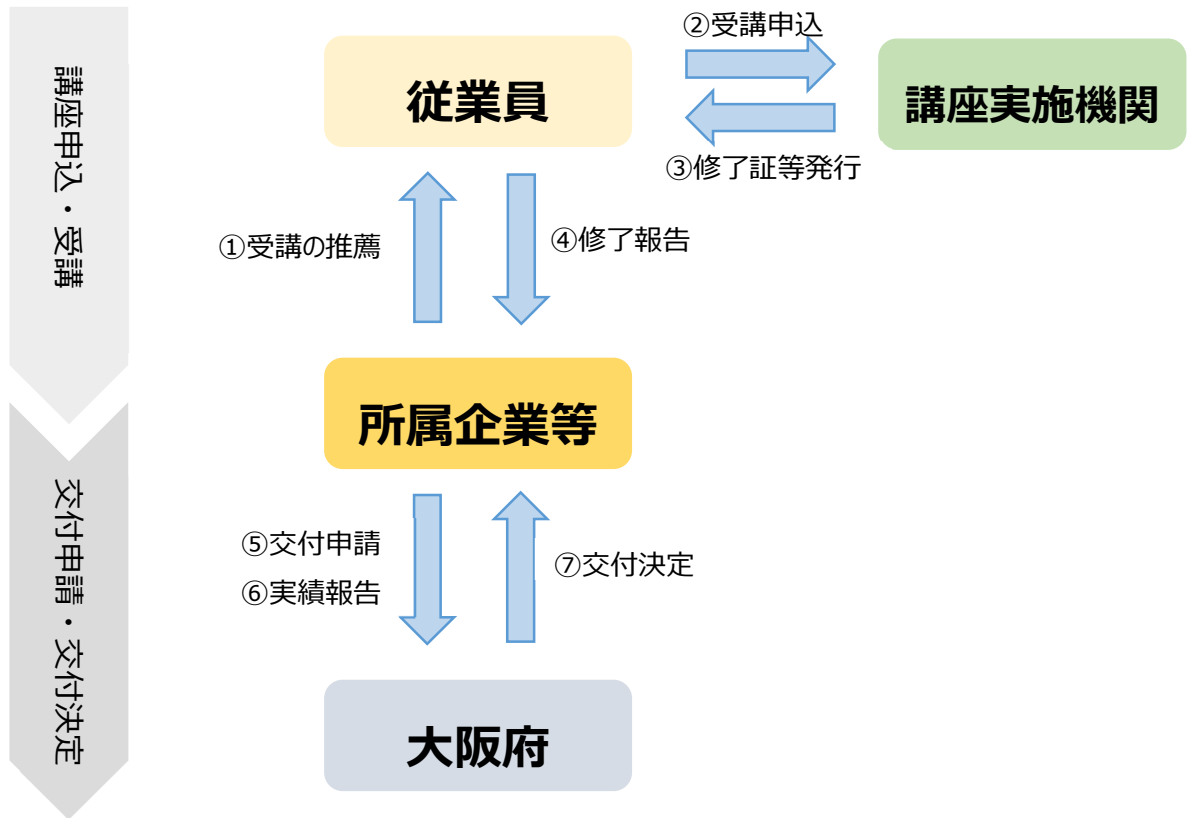 講座申込・受講
従業員
②受講申込
講座実施機関
③修了証等発行
①受講の推薦
④修了報告
所属企業等
交付申請・交付決定
⑤交付申請
⑥実績報告
⑦交付決定
大阪府